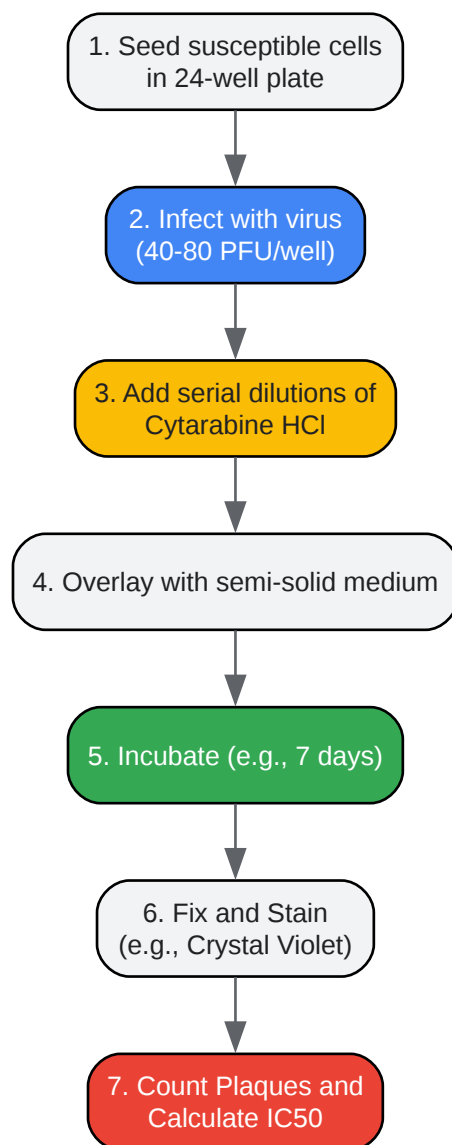 1. Seed susceptible cells
in 24-well plate
2. Infect with virus
(40-80 PFU/well)
3. Add serial dilutions of
Cytarabine HCl
4. Overlay with semi-solid medium
5. Incubate (e.g., 7 days)
6. Fix and Stain
(e.g., Crystal Violet)
7. Count Plaques and
Calculate IC50